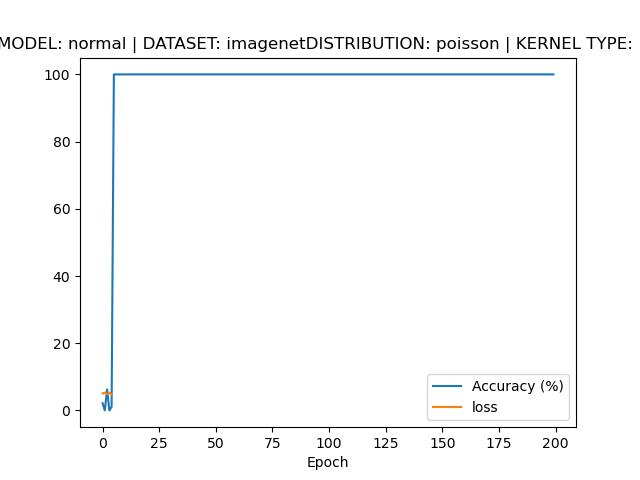 MODEL: normal | DATASET: imagenetDISTRIBUTION: poisson | KERNEL TYPE:
100
80
60
40
20
0
Accuracy (%)
loss
0 25 50 75 100 125 150 175 200
Epoch